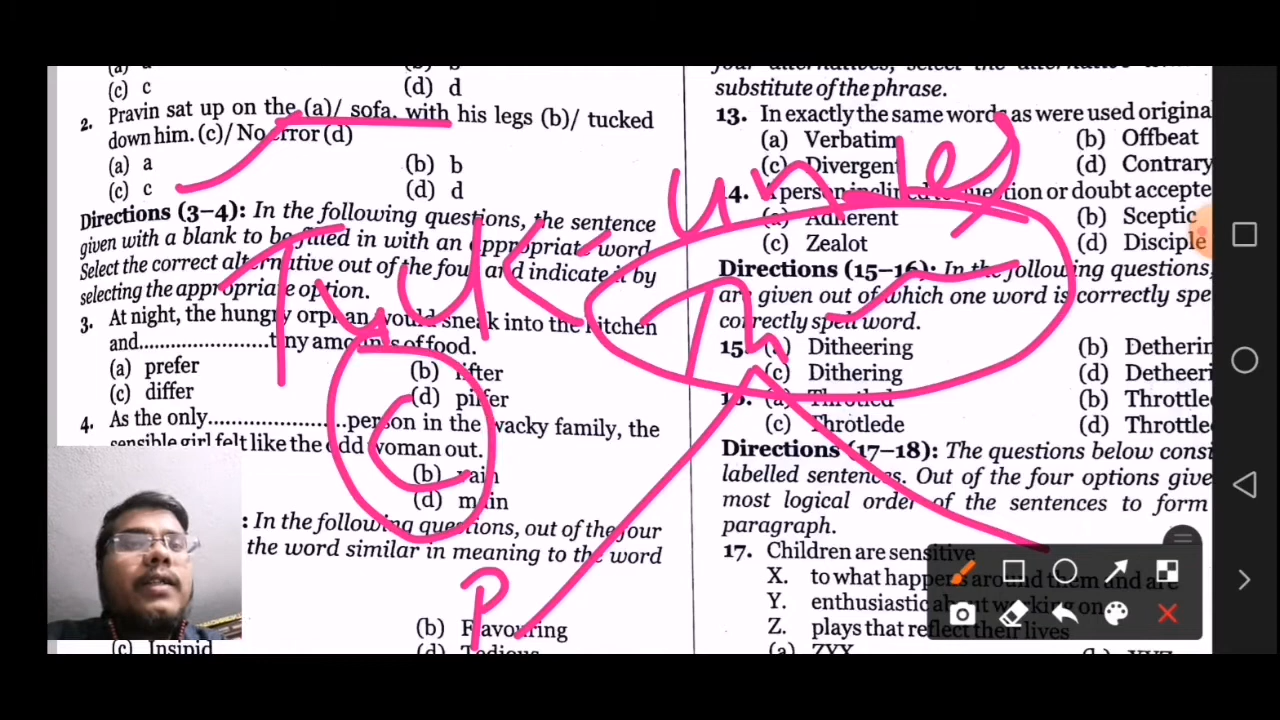 (a) a
(c) c
(d) d
2. Pravin sat up on the (a)/ sofa, with his legs (b)/ tucked
down him. (c)/ No error (d)
(a) a
(b) b
(c) c
(d) d
Directions (3–4): In the following questions, the sentence
given with a blank to be filled in with an appropriate word.
Select the correct alternative out of the four and indicate it by
selecting the appropriate option.
3. At night, the hungry orphan would sneak into the kitchen
and......................tiny amounts of food.
(a) prefer
(c) differ
(d) pilfer
4. As the only.......................person in the wacky family, the
sensible girl felt like the odd woman out.
(b) vain
(d) main
: In the following questions, out of the four
the word similar in meaning to the word
(b) Flavouring
(c) Insipid
(d) Tedious
substitute of the phrase.
13. In exactly the same words as were used original
(a) Verbatim
(b) Offbeat
(c) Divergent
(d) Contrary
14. A person inclined to question or doubt accepte
(a) Adherent
(b) Sceptic
(c) Zealot
(d) Disciple
Directions (15–16): In the following questions,
are given out of which one word is correctly spe
correctly spelt word.
15. (a) Ditheering
(b) Detherin
(c) Dithering
(d) Detheeri
16. (a) Throtled
(b) Throttle
(c) Throtlede
(d) Throttle
Directions (17–18): The questions below consi
labelled sentences. Out of the four options give
most logical order of the sentences to form
paragraph.
17. Children are sensitive
X. to what happens around them and are
Y. enthusiastic about working on
Z. plays that reflect their lives
(a) ZYX
P